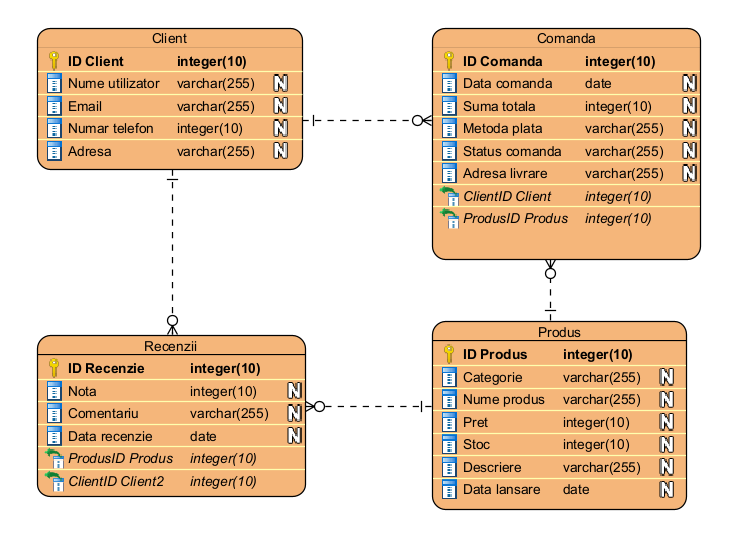 Client
ID Client integer(10)
Nume utilizator varchar(255) N
Email varchar(255) N
Numar telefon integer(10) N
Adresa varchar(255) N
Comanda
ID Comanda integer(10)
Data comanda date N
Suma totala integer(10) N
Metoda plata varchar(255) N
Status comanda varchar(255) N
Adresa livrare varchar(255) N
ClientID Client integer(10)
ProdusID Produs integer(10)
Recenzii
ID Recenzie integer(10)
Nota integer(10) N
Comentariu varchar(255) N
Data recenzie date N
ProdusID Produs integer(10)
ClientID Client2 integer(10)
Produs
ID Produs integer(10)
Categorie varchar(255) N
Nume produs varchar(255) N
Pret integer(10) N
Stoc integer(10) N
Descriere varchar(255) N
Data lansare date N